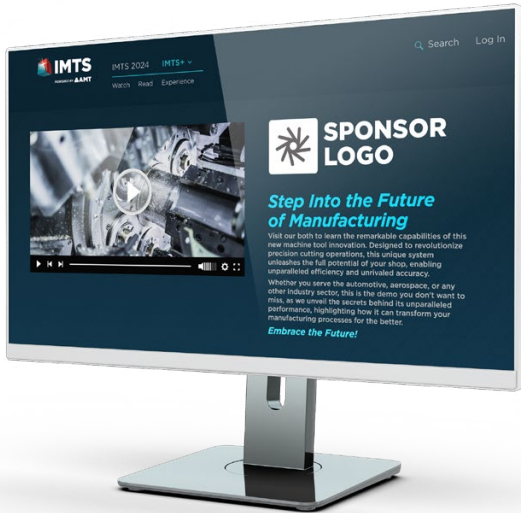 IMTS
POWERED BY AMT
IMTS 2024 IMTS+
Watch Read Experience
Search Log In
SPONSOR
LOGO
Step Into the Future
of Manufacturing
Visit our both to learn the remarkable capabilities of this
new machine tool innovation. Designed to revolutionize
precision cutting operations, this unique system
unleashes the full potential of your shop, enabling
unparalleled efficiency and unrivaled accuracy.
Whether you serve the automotive, aerospace, or any
other industry sector, this is the demo you don't want to
miss, as we unveil the secrets behind its unparalleled
performance, highlighting how it can transform your
manufacturing processes for the better.
Embrace the Future!